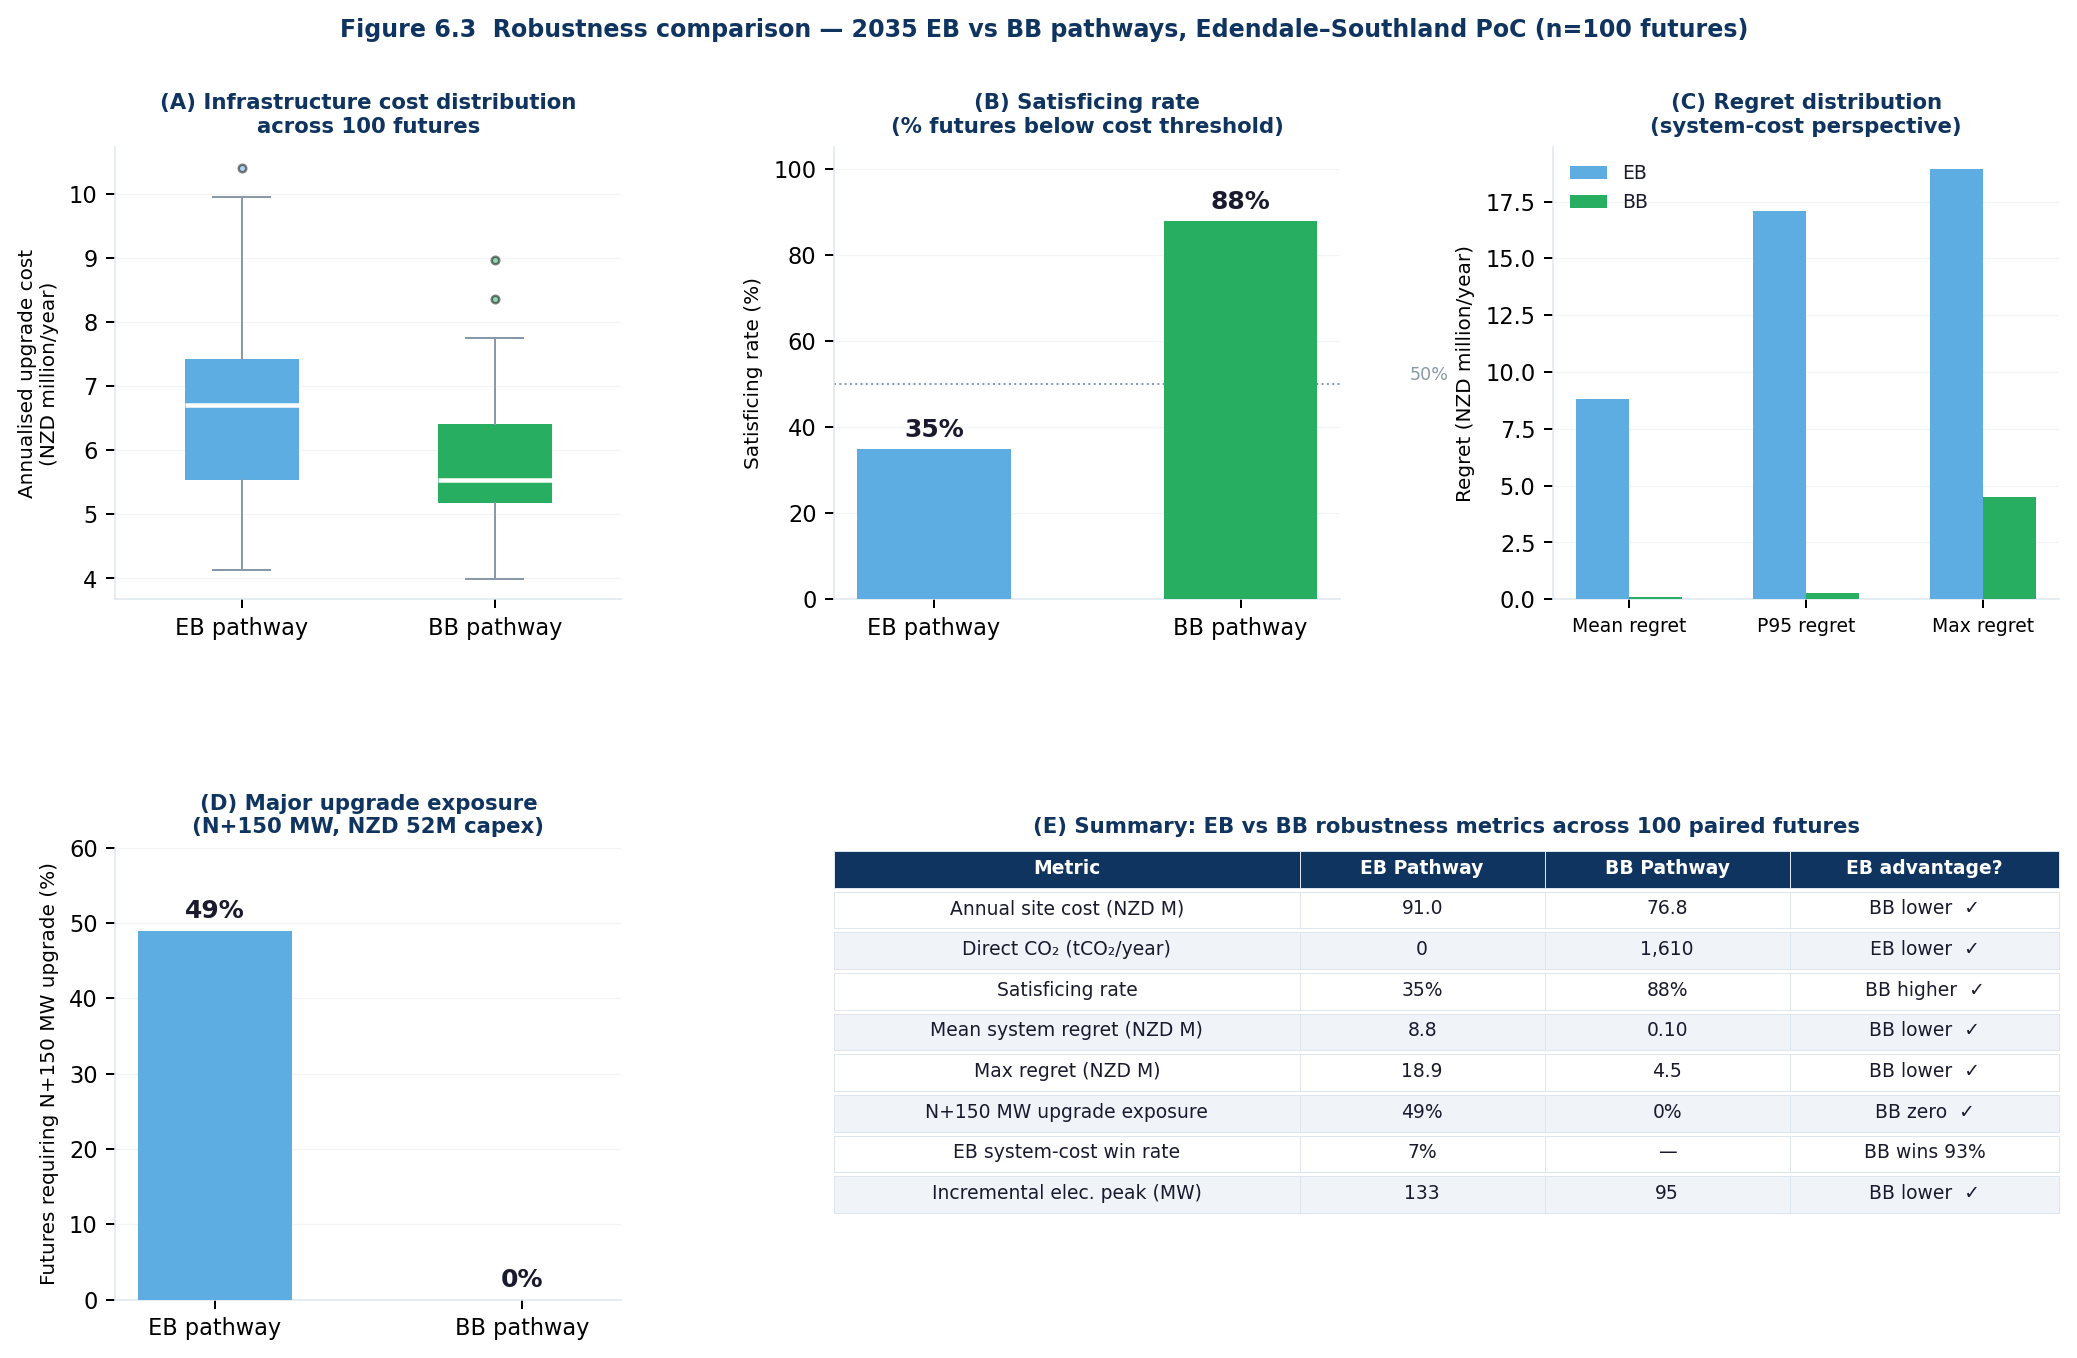 Figure 6.3  Robustness comparison — 2035 EB vs BB pathways, Edendale–Southland PoC (n=100 futures)
(A) Infrastructure cost distribution
across 100 futures
Annualised upgrade cost
(NZD million/year)
10
9
8
7
6
5
4
EB pathway
BB pathway
(B) Satisficing rate
(% futures below cost threshold)
Satisficing rate (%)
100
80
60
40
20
0
35%
88%
50%
EB pathway
BB pathway
(C) Regret distribution
(system-cost perspective)
Regret (NZD million/year)
EB
BB
17.5
15.0
12.5
10.0
7.5
5.0
2.5
0.0
Mean regret
P95 regret
Max regret
(D) Major upgrade exposure
(N+150 MW, NZD 52M capex)
Futures requiring N+150 MW upgrade (%)
60
50
40
30
20
10
0
49%
0%
EB pathway
BB pathway
(E) Summary: EB vs BB robustness metrics across 100 paired futures
Metric EB Pathway BB Pathway EB advantage?
Annual site cost (NZD M) 91.0 76.8 BB lower ✓
Direct CO₂ (tCO₂/year) 0 1,610 EB lower ✓
Satisficing rate 35% 88% BB higher ✓
Mean system regret (NZD M) 8.8 0.10 BB lower ✓
Max regret (NZD M) 18.9 4.5 BB lower ✓
N+150 MW upgrade exposure 49% 0% BB zero ✓
EB system-cost win rate 7% — BB wins 93%
Incremental elec. peak (MW) 133 95 BB lower ✓